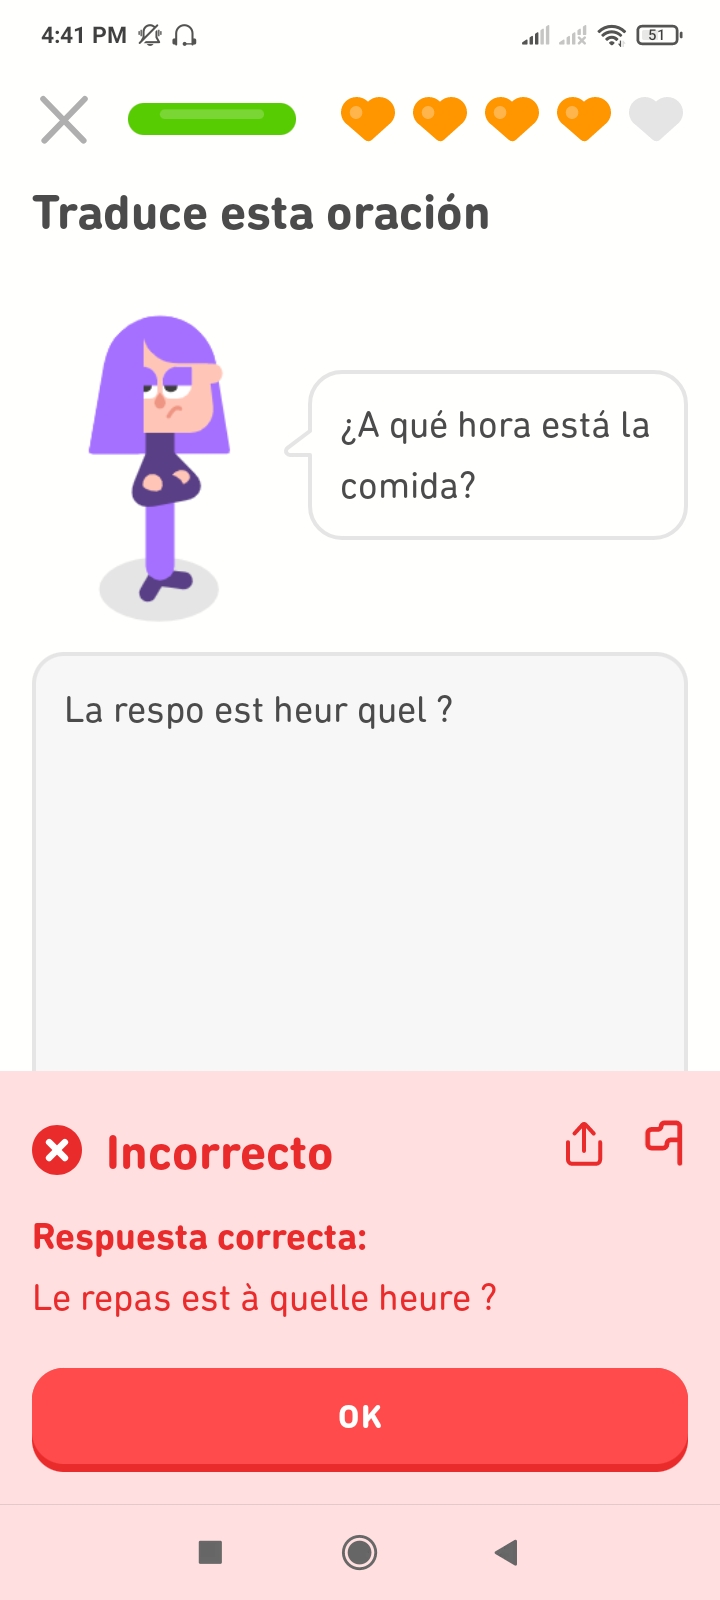 4:41 PM
51
Traduce esta oración
¿A qué hora está la
comida?
La respo est heur quel ?
Incorrecto
Respuesta correcta:
Le repas est à quelle heure ?
OK